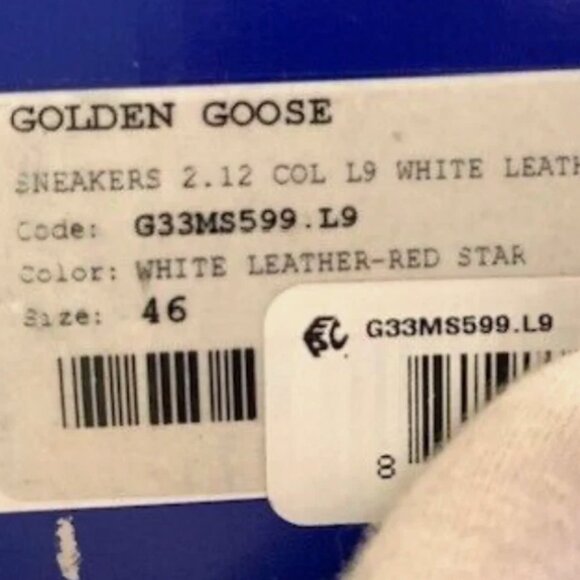 GOLDEN GOOSE
SNEAKERS 2.12 COL L9 WHITE LEATH
Code: G33MS599.L9
Color: WHITE LEATHER-RED STAR
Size: 46
G33MS599.L9
8